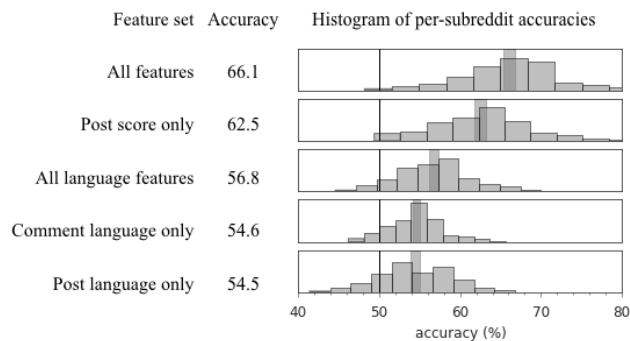 Feature set Accuracy Histogram of per-subreddit accuracies
All features 66.1
Post score only 62.5
All language features 56.8
Comment language only 54.6
Post language only 54.5
40 50 60 70 80
accuracy (%)